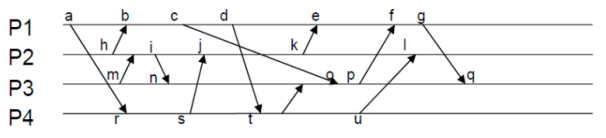 P1 a b c d e f g
P2 h i j k l
P3 m n o p q
P4 r s t u